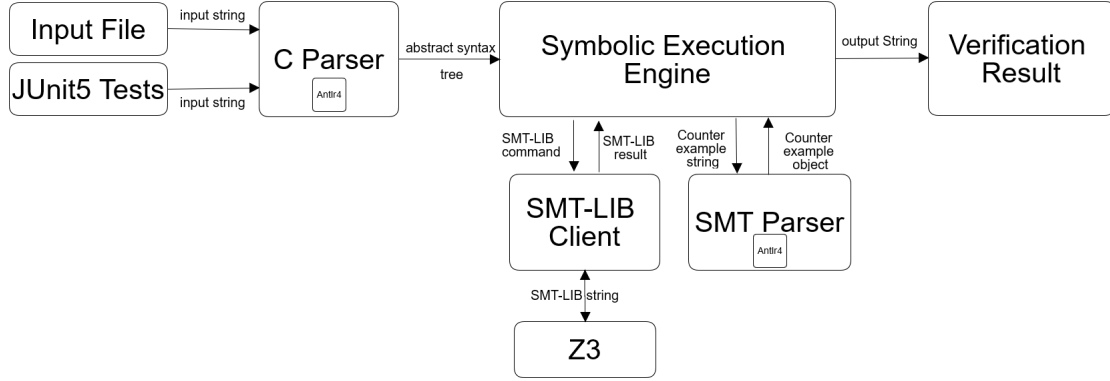 Input File
input string
JUnit5 Tests
input string
C Parser
Antlr4
abstract syntax
tree
Symbolic Execution
Engine
output String
Verification
Result
SMT-LIB
command
SMT-LIB
result
Counter
example
string
Counter
example
object
SMT-LIB
Client
SMT Parser
Antlr4
SMT-LIB string
Z3